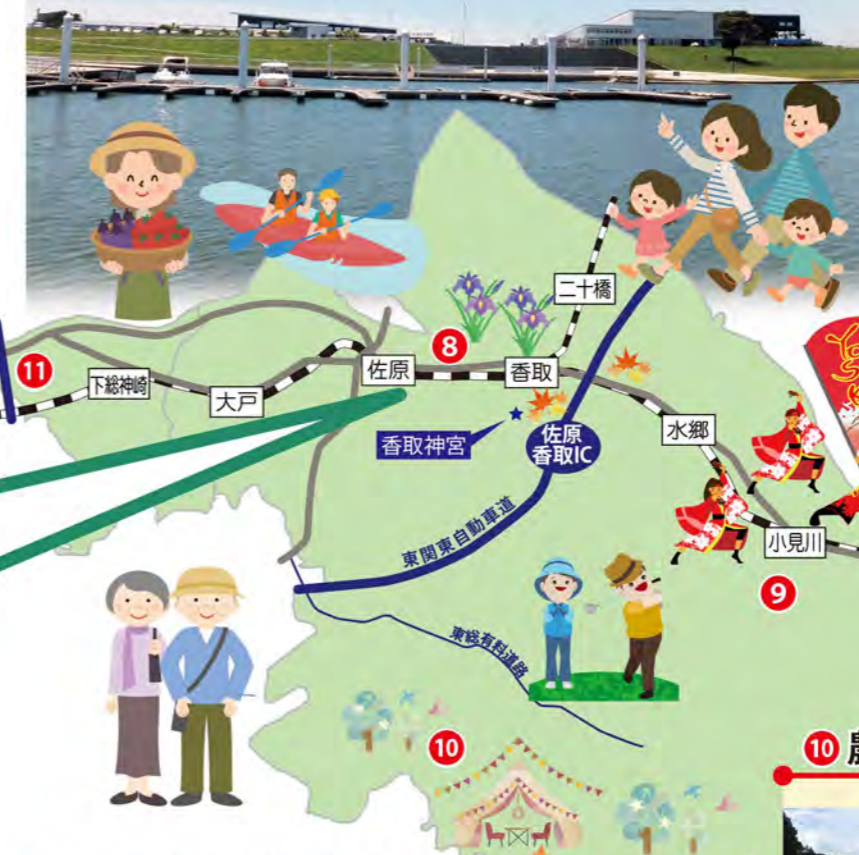 二十橋
8
11
佐原
香取
下総神崎
大戸
水郷
香取神宮
佐原
香取IC
小見川
東関東自動車道
9
東総有料道路
10
10